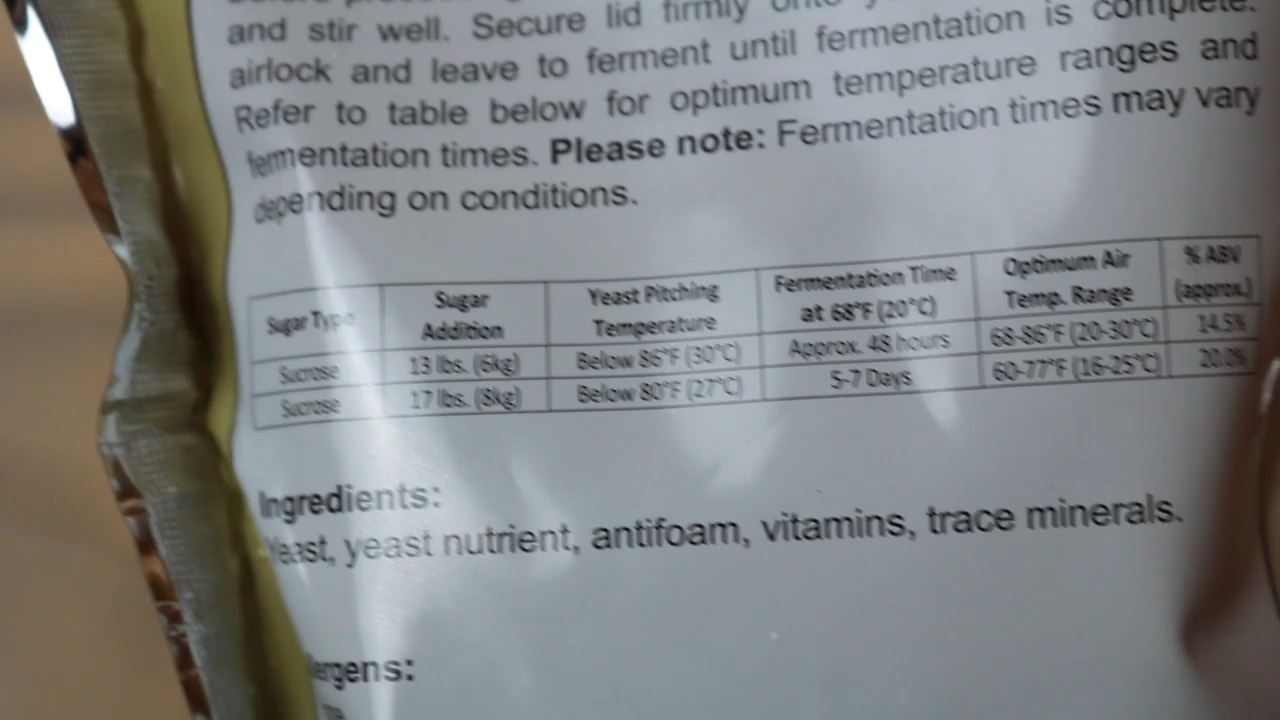 and stir well. Secure lid firmly onto
airlock and leave to ferment until fermentation is complete.
Refer to table below for optimum temperature ranges and
fermentation times. Please note: Fermentation times may vary
depending on conditions.
Sugar Type Sugar Addition Yeast Pitching Temperature Fermentation Time at 68°F (20°C) Optimum Air Temp. Range % ABV (approx.)
Sucrose 13 lbs. (6kg) Below 86°F (30°C) Approx. 48 hours 68-86°F (20-30°C) 14.5%
Sucrose 17 lbs. (8kg) Below 80°F (27°C) 5-7 Days 60-77°F (16-25°C) 20.0%
Ingredients:
Yeast, yeast nutrient, antifoam, vitamins, trace minerals.